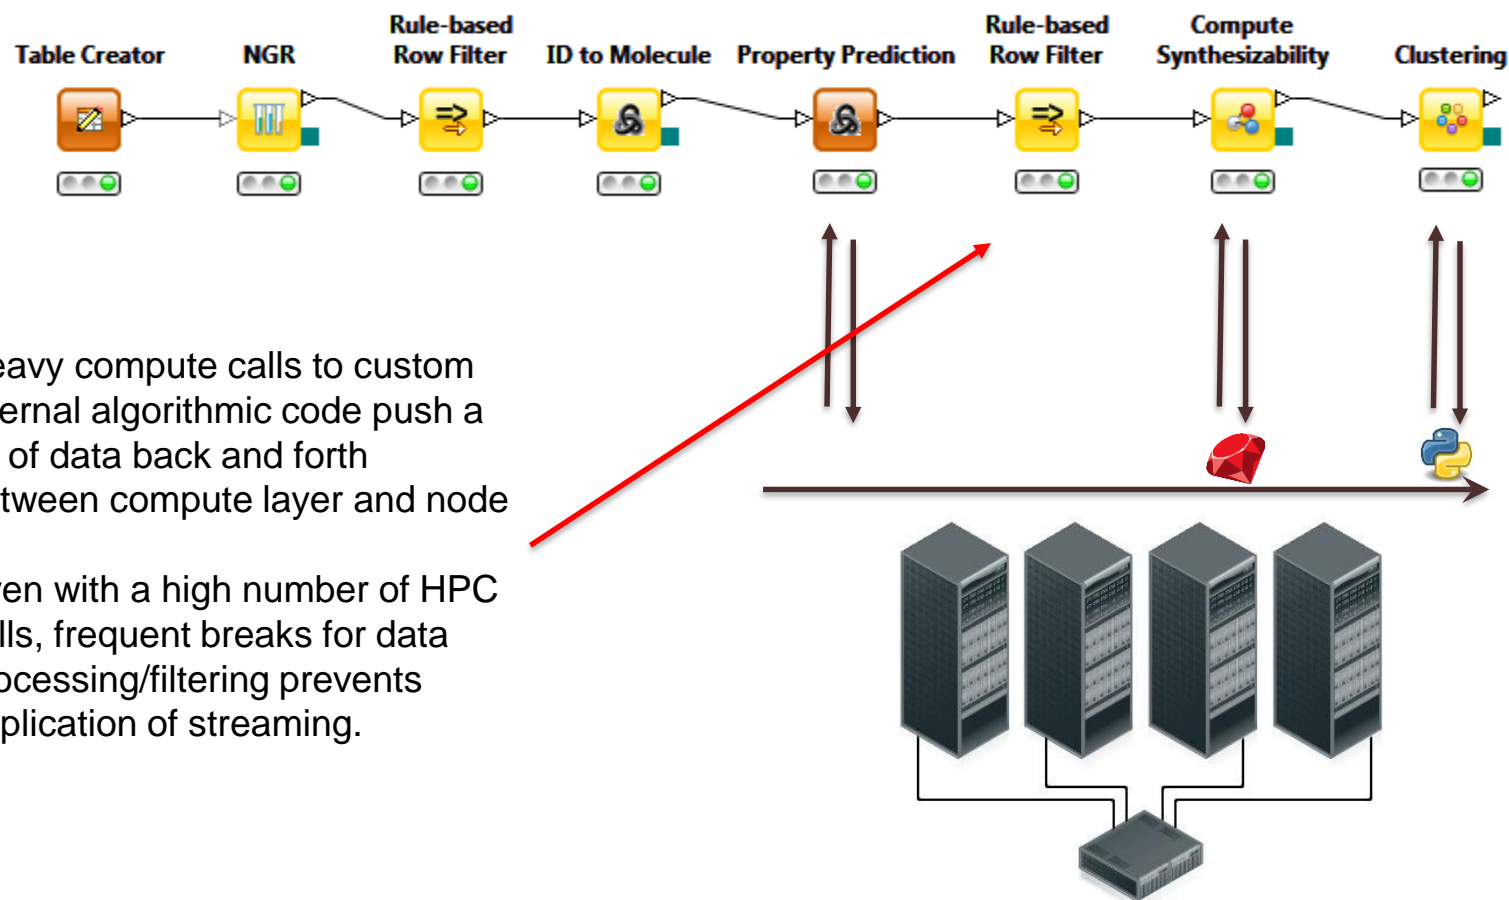 Rule-based
Row Filter
Rule-based
Row Filter
Compute
Synthesizability
Table Creator
NGR
ID to Molecule
Property Prediction
Clustering
eavy compute calls to custom
ernal algorithmic code push a
of data back and forth
tween compute layer and node
ven with a high number of HPC
lls, frequent breaks for data
ocessing/filtering prevents
plication of streaming.